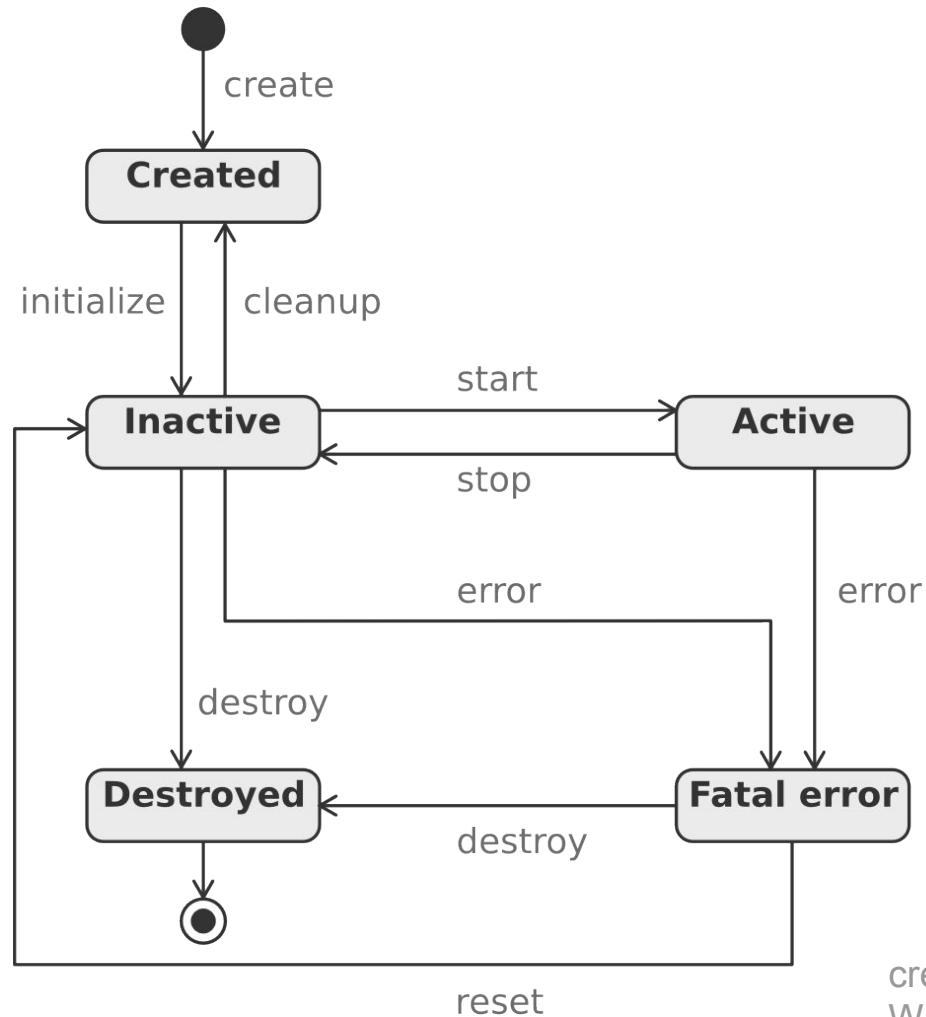 create
Created
initialize
cleanup
start
Inactive
Active
stop
error
error
destroy
Destroyed
Fatal error
destroy
reset